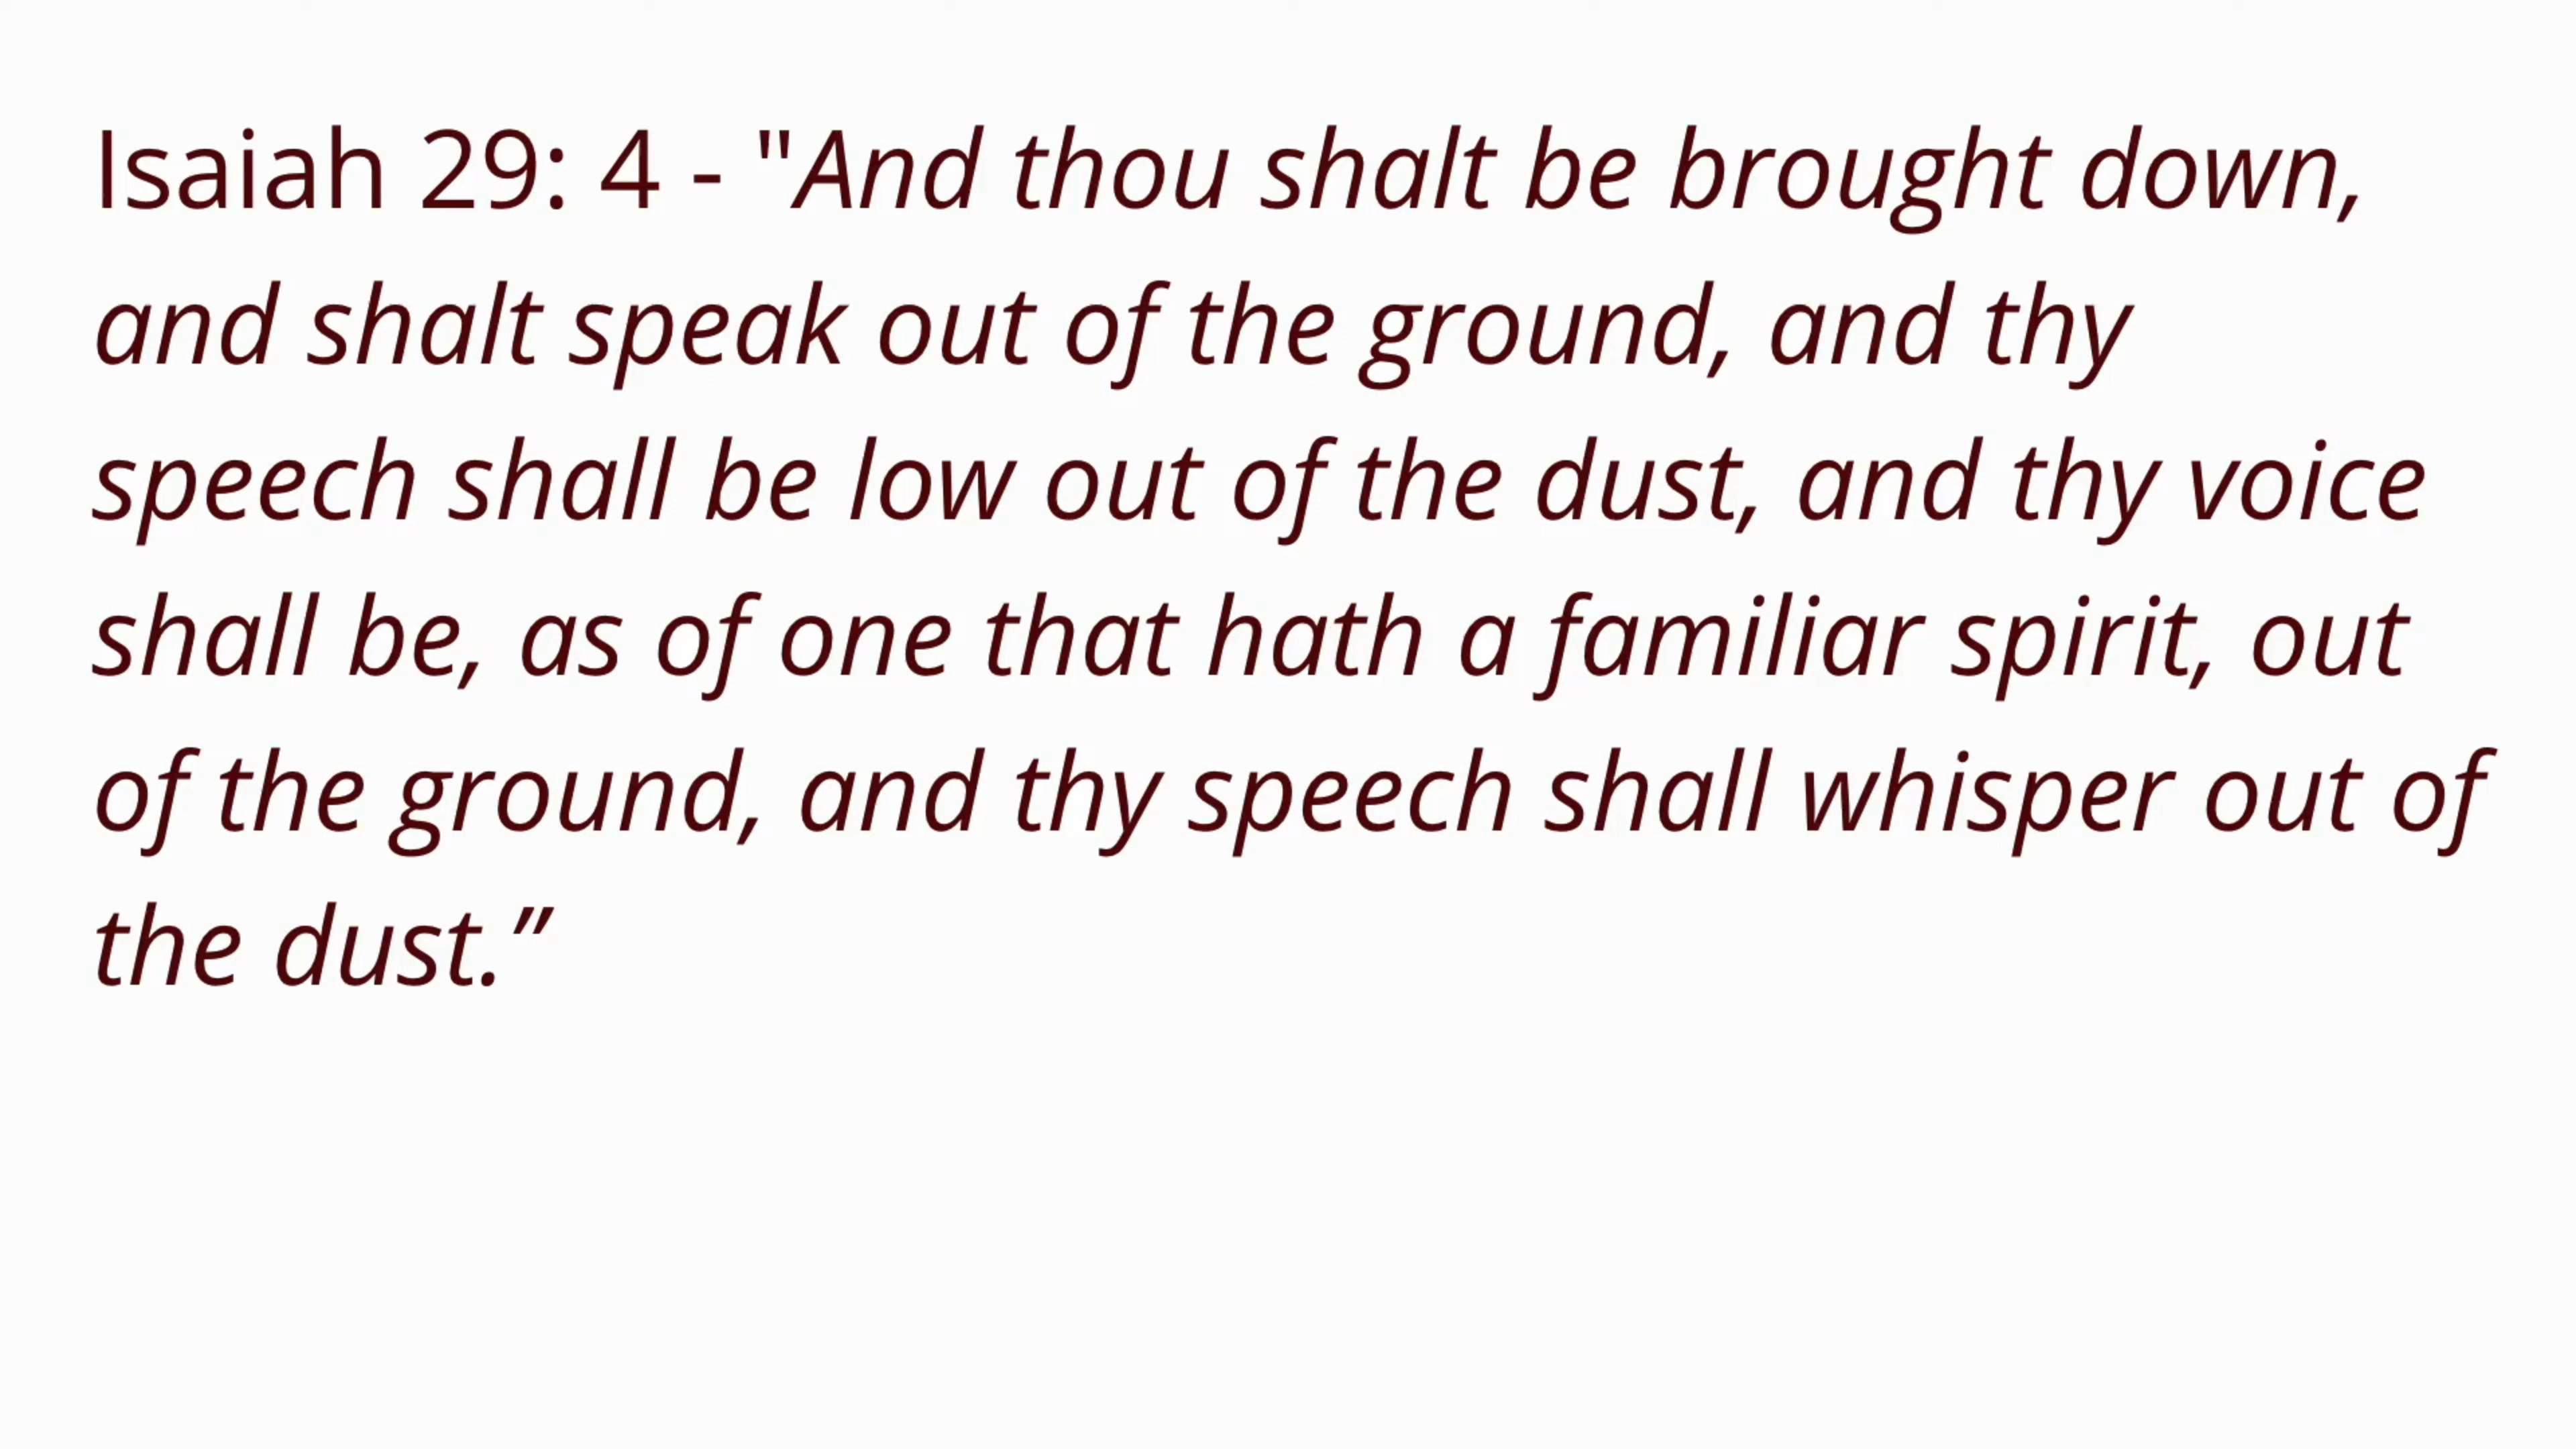 Isaiah 29: 4 - "And thou shalt be brought down,
and shalt speak out of the ground, and thy
speech shall be low out of the dust, and thy voice
shall be, as of one that hath a familiar spirit, out
of the ground, and thy speech shall whisper out of
the dust.”